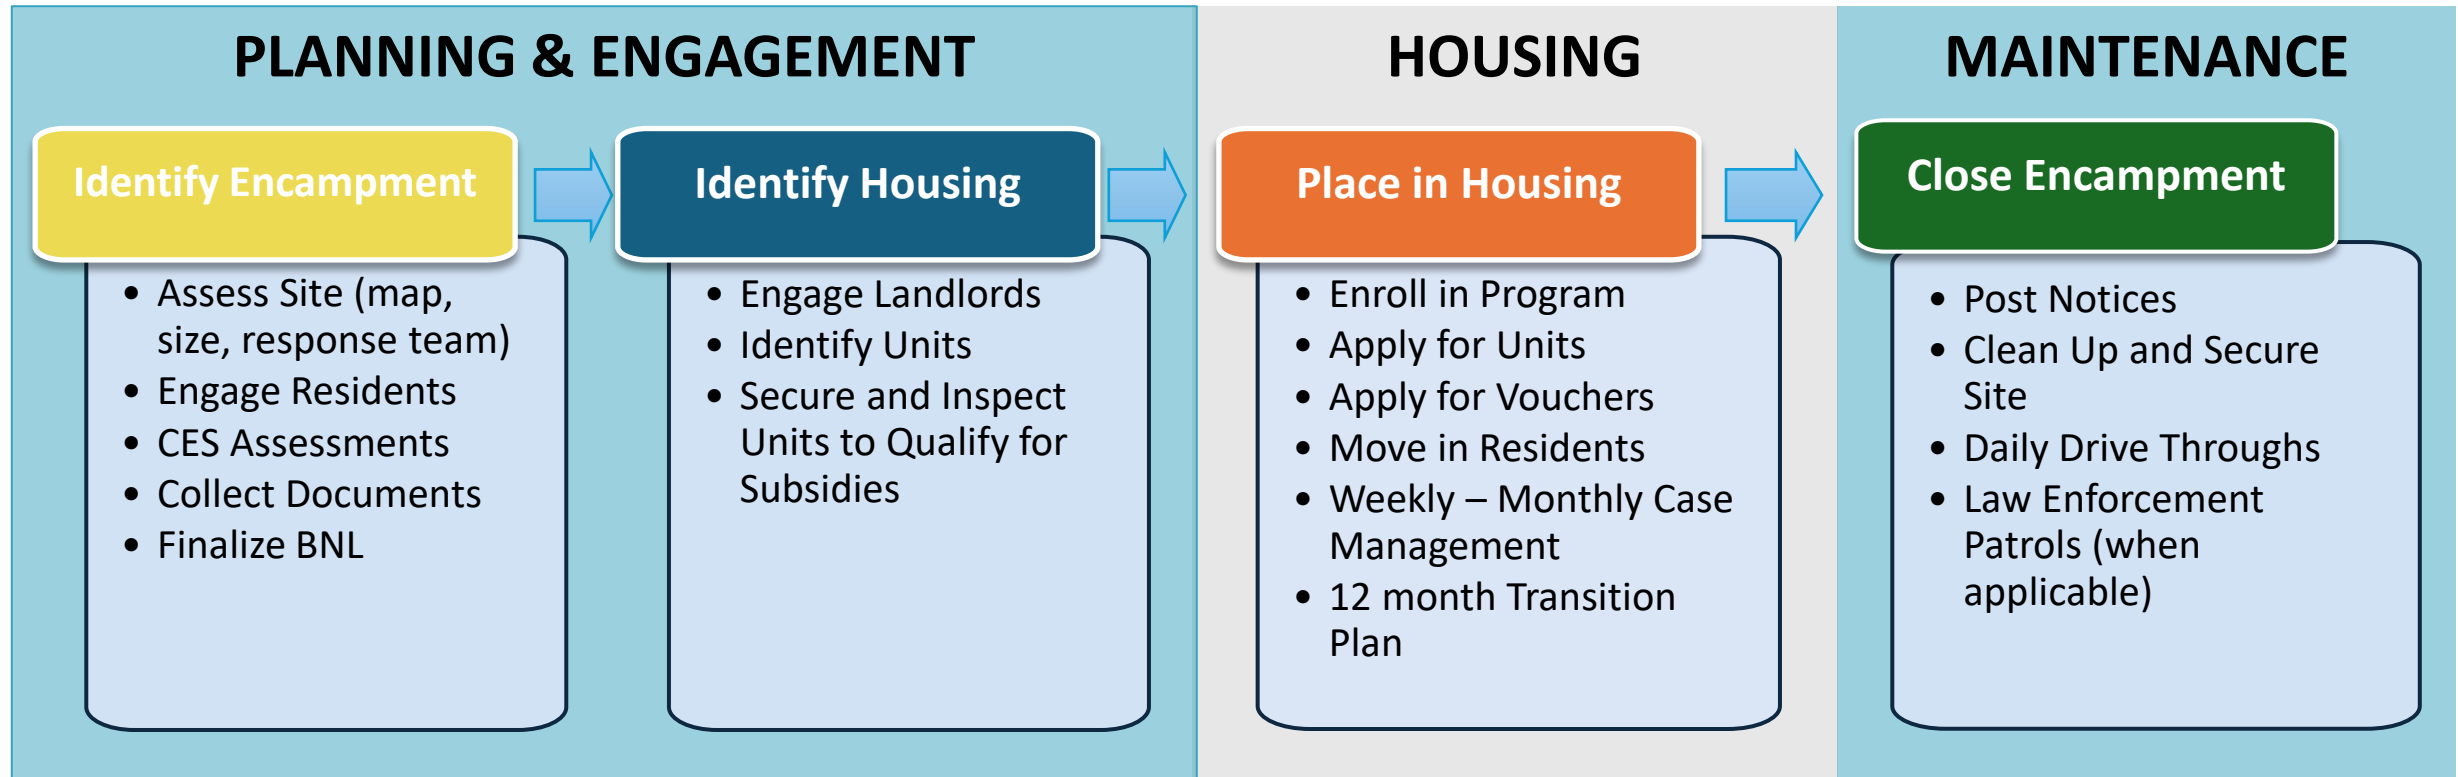 PLANNING & ENGAGEMENT
Identify Encampment
• Assess Site (map,
size, response team)
• Engage Residents
• CES Assessments
• Collect Documents
• Finalize BNL
Identify Housing
• Engage Landlords
• Identify Units
• Secure and Inspect
Units to Qualify for
Subsidies
HOUSING
Place in Housing
• Enroll in Program
• Apply for Units
• Apply for Vouchers
• Move in Residents
• Weekly – Monthly Case
Management
• 12 month Transition
Plan
MAINTENANCE
Close Encampment
• Post Notices
• Clean Up and Secure
Site
• Daily Drive Throughs
• Law Enforcement
Patrols (when
applicable)